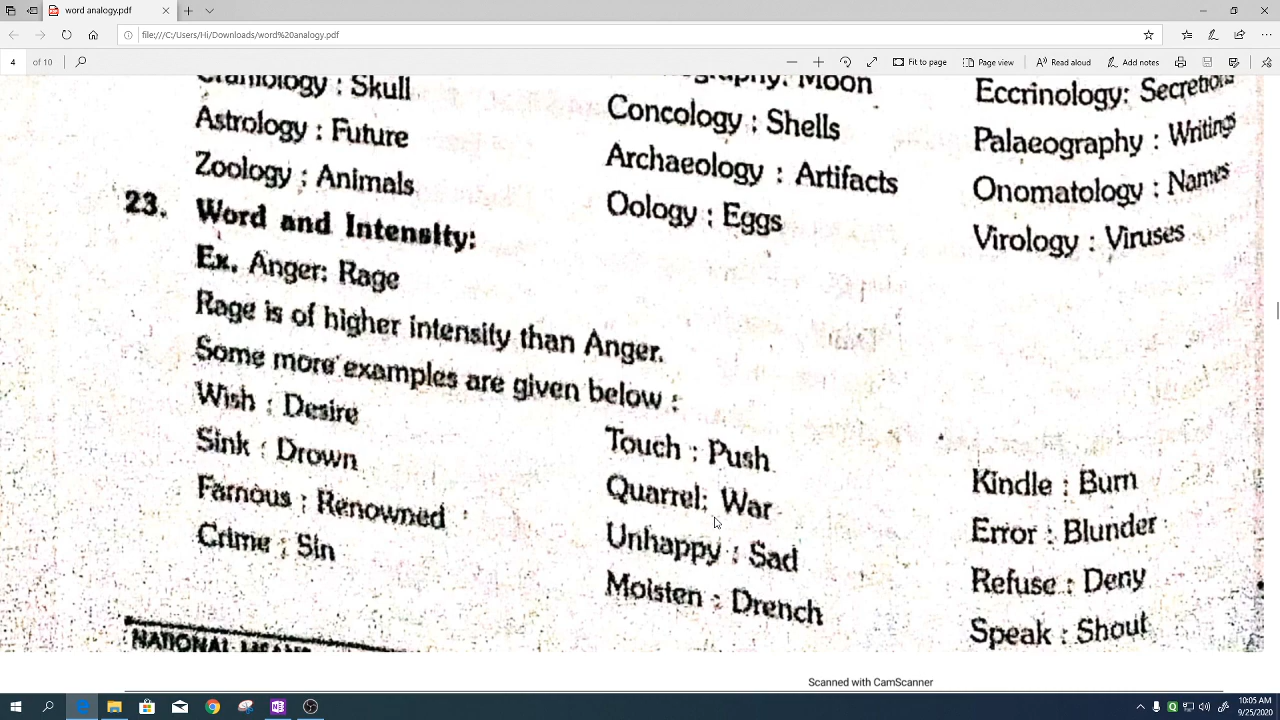 word analogy.pdf
file:///C:/Users/Hi/Downloads/word%20analogy.pdf
4 of 10
Fit to page
Page view
Read aloud
Add notes
Craniology : Skull
Astrology : Future
Zoology : Animals
Moon
Concology : Shells
Archaeology : Artifacts
Oology : Eggs
Eccrinology: Secretions
Palaeography : Writings
Onomatology : Names
Virology : Viruses
23. Word and Intensity:
Ex. Anger: Rage
Rage is of higher intensity than Anger.
Some more examples are given below :
Wish : Desire
Sink : Drown
Famous : Renowned
Crime : Sin
Touch : Push
Quarrel: War
Unhappy : Sad
Moisten : Drench
Kindle : Burn
Error : Blunder
Refuse : Deny
Speak : Shout
NATIONAL
Scanned with CamScanner
10:05 AM
9/25/2020